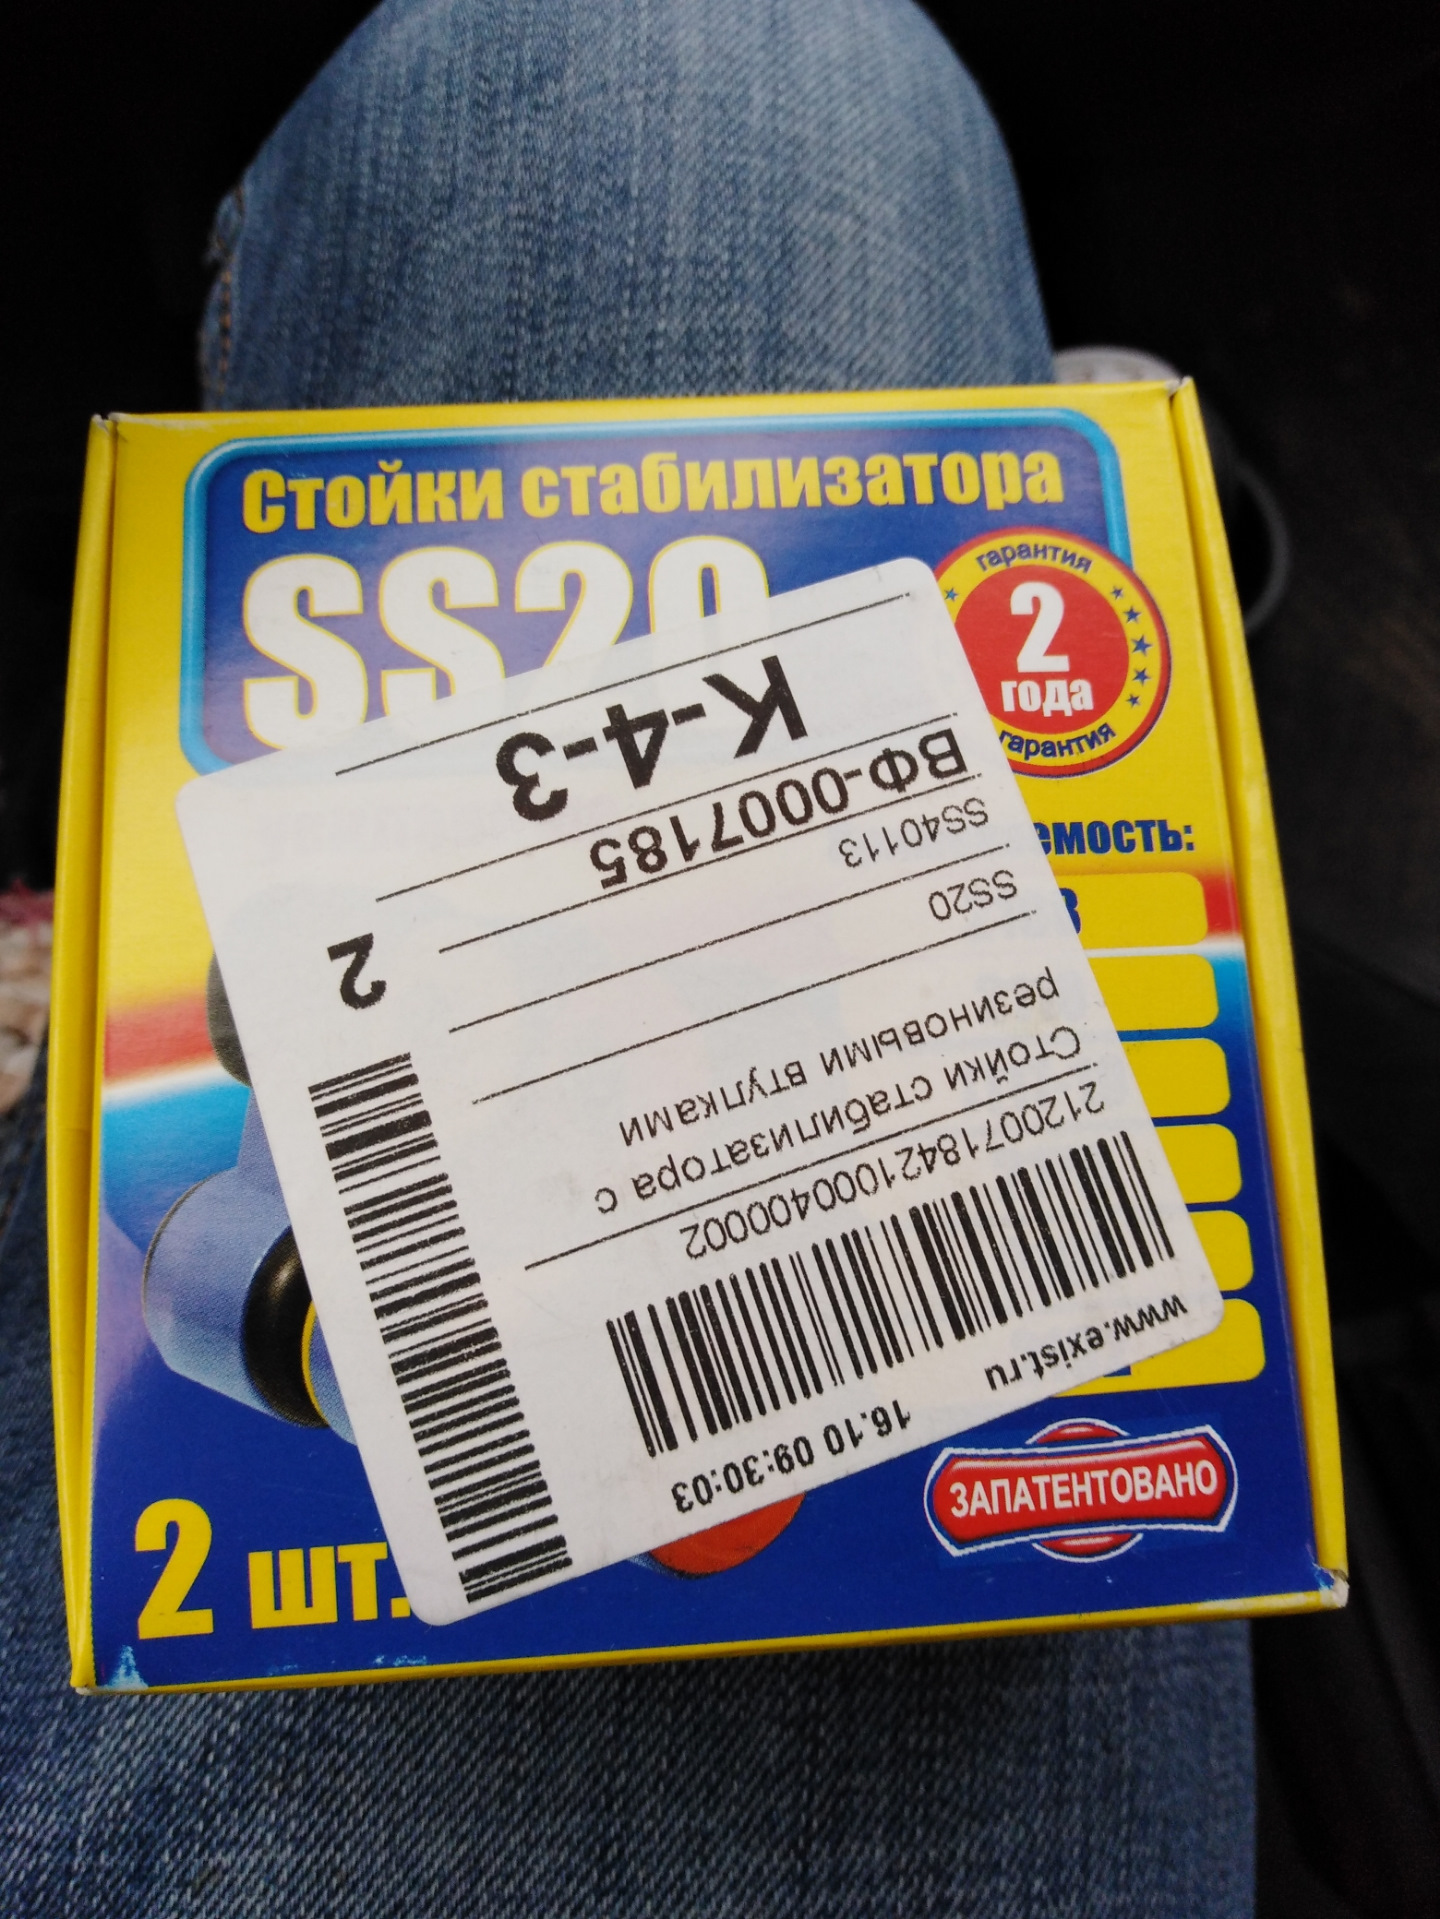 Стойки стабилизатора
SS20
гарантия
2
года
гарантия
емость:
2 шт.
ЗАПАТЕНТОВАНО
www.exist.ru
16.10 09:30:03
2120071842100040002
Стойки стабилизатора с
резиновыми втулками
SS20
SS40113
ВФ-0007185
К-4-3
2